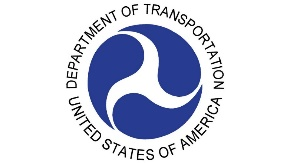 DEPARTMENT OF TRANSPORTATION
UNITED STATES OF AMERICA